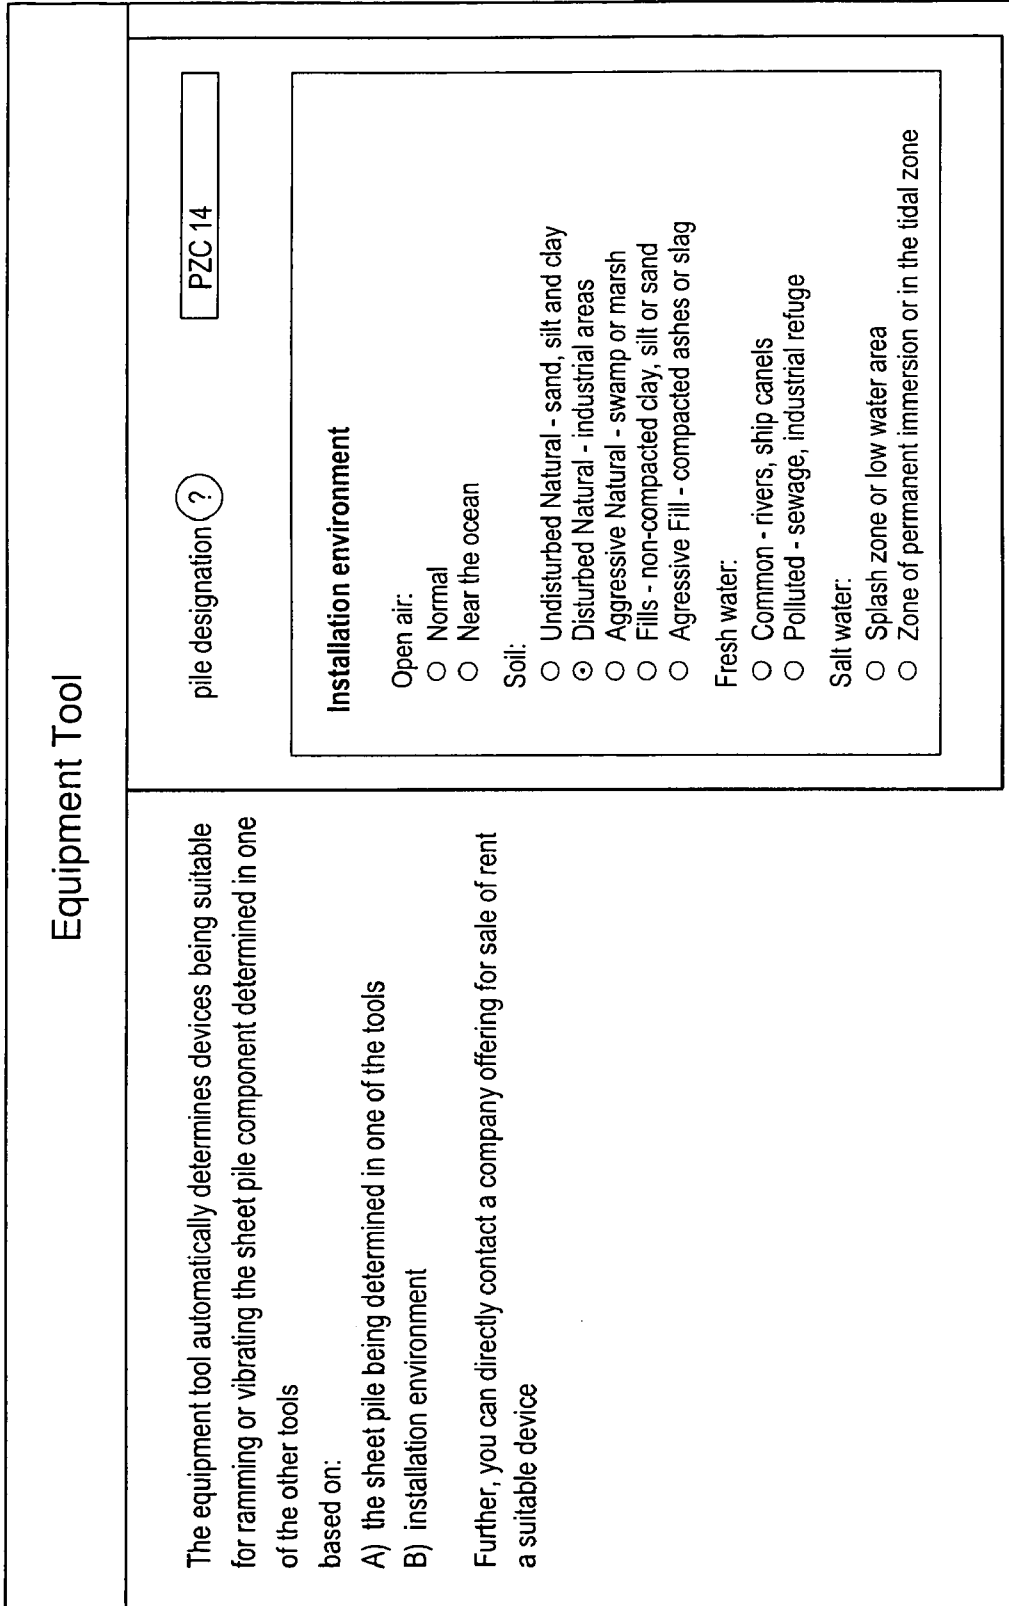 Equipment Tool
The equipment tool automatically determines devices being suitable
for ramming or vibrating the sheet pile component determined in one
of the other tools
based on:
A) the sheet pile being determined in one of the tools
B) installation environment
Further, you can directly contact a company offering for sale of rent
a suitable device
pile designation ? PZC 14
Installation environment
Open air:
Normal
Near the ocean
Soil:
Undisturbed Natural - sand, silt and clay
Disturbed Natural - industrial areas
Aggressive Natural - swamp or marsh
Fills - non-compacted clay, silt or sand
Agressive Fill - compacted ashes or slag
Fresh water:
Common - rivers, ship canels
Polluted - sewage, industrial refuge
Salt water:
Splash zone or low water area
Zone of permanent immersion or in the tidal zone